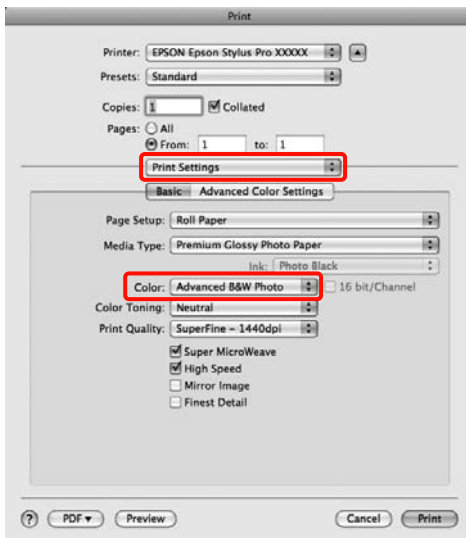 Print
Printer: EPSON Epson Stylus Pro XXXXX
Presets: Standard
Copies: 1 Collated
Pages: All
From: 1 to: 1
Print Settings
Basic Advanced Color Settings
Page Setup: Roll Paper
Media Type: Premium Glossy Photo Paper
Ink: Photo Black
Color: Advanced B&W Photo 16 bit/Channel
Color Toning: Neutral
Print Quality: SuperFine - 1440dpi
Super MicroWeave
High Speed
Mirror Image
Finest Detail
? PDF Preview Cancel Print